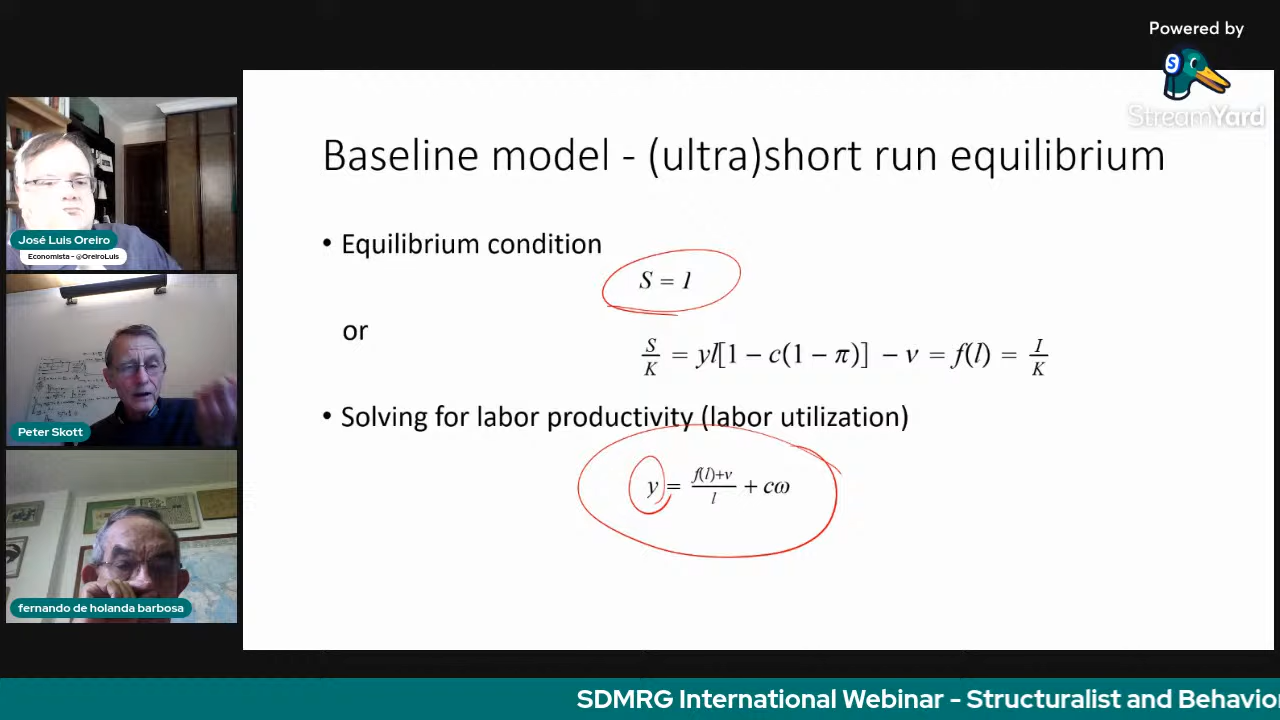 Powered by
StreamYard
Baseline model - (ultra)short run equilibrium
• Equilibrium condition
S = I
or
S/K = yl[1 − c(1 − π)] − v = f(l) = I/K
• Solving for labor productivity (labor utilization)
y = (f(l)+v)/l + cω
José Luis Oreiro
Economista - @OreiroLuis
Peter Skott
fernando de holanda barbosa
SDMRG International Webinar - Structuralist and Behavio